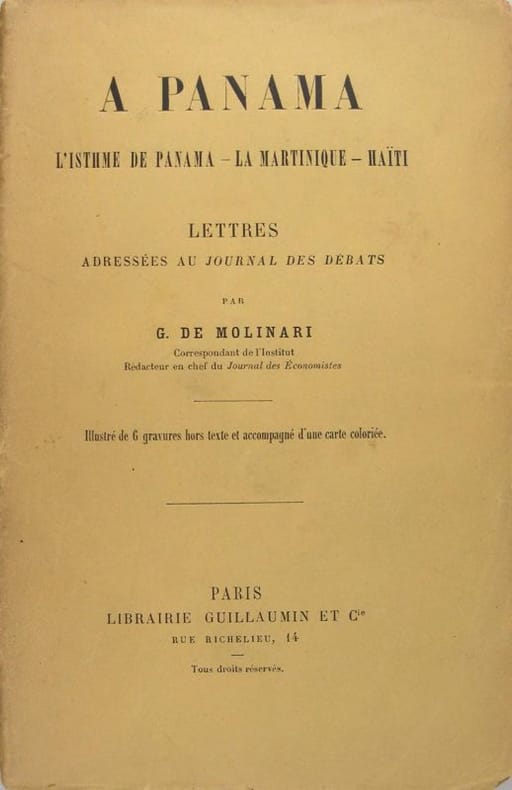 A PANAMA
L'ISTHME DE PANAMA – LA MARTINIQUE – HAÏTI
LETTRES
ADRESSÉES AU JOURNAL DES DÉBATS
PAR
G. DE MOLINARI
Correspondant de l'Institut
Rédacteur en chef du Journal des Économistes
Illustré de 6 gravures hors texte et accompagné d'une carte coloriée.
PARIS
LIBRAIRIE GUILLAUMIN ET Cie
RUE RICHELIEU, 14
Tous droits réservés.